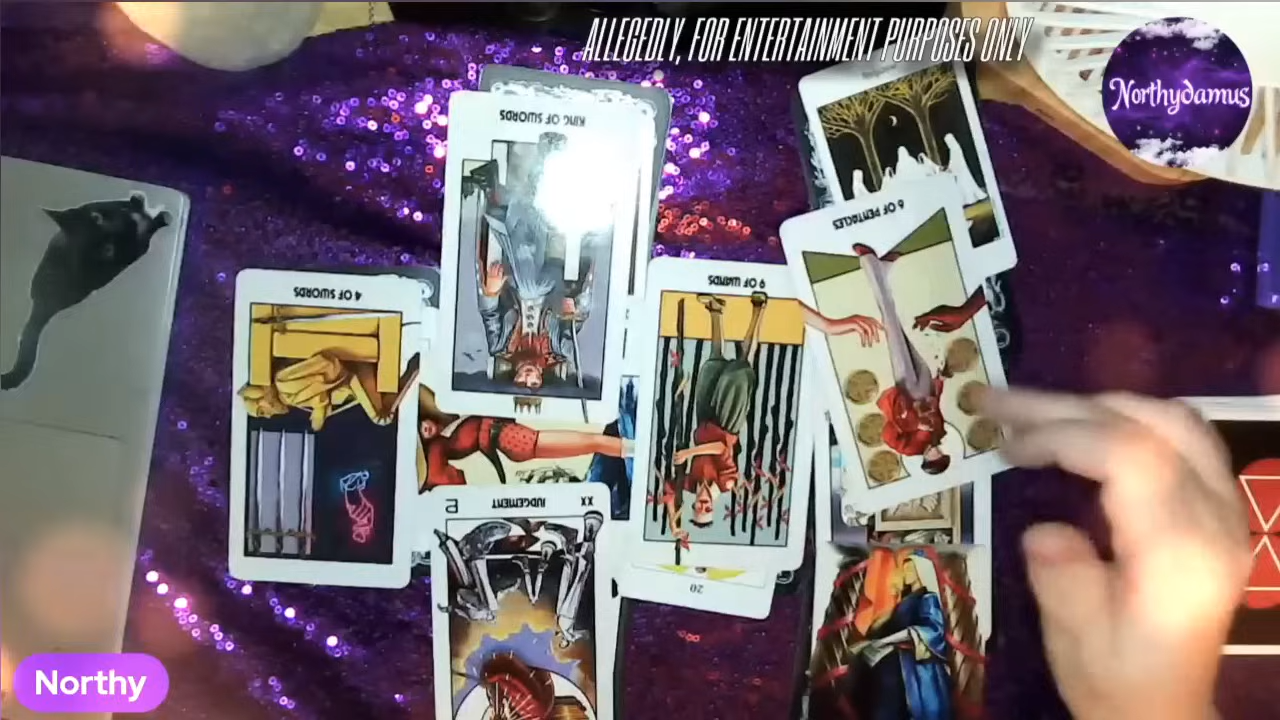 ALLEGEDLY, FOR ENTERTAINMENT PURPOSES ONLY
Northydamus
KING OF SWORDS
6 OF PENTACLES
4 OF SWORDS
9 OF WANDS
JUDGEMENT
XX
20
Northy